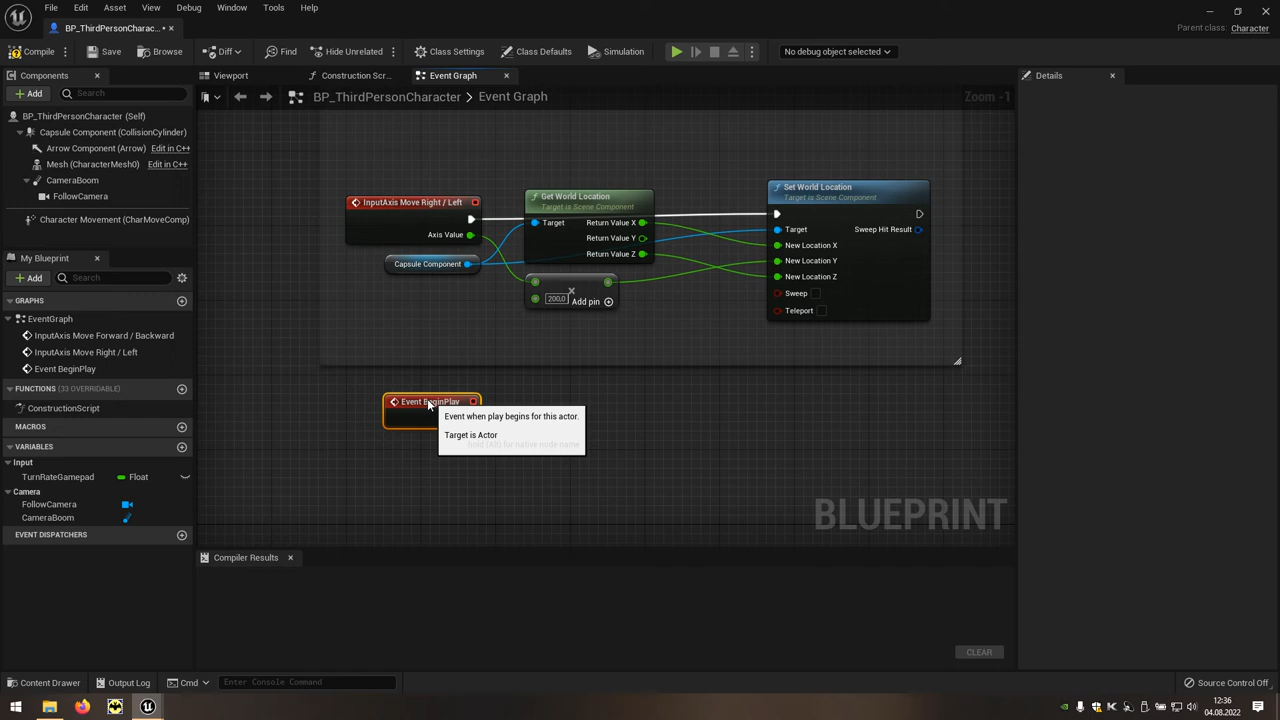 File Edit Asset View Debug Window Tools Help
BP_ThirdPersonCharac...
Parent class: Character
Compile Save Browse Diff Find Hide Unrelated Class Settings Class Defaults Simulation No debug object selected
Components Viewport Construction Scr... Event Graph Details
Add Search
BP_ThirdPersonCharacter > Event Graph Zoom -1
BP_ThirdPersonCharacter (Self)
Capsule Component (CollisionCylinder)
Arrow Component (Arrow) Edit in C++
Mesh (CharacterMesh0) Edit in C++
CameraBoom
FollowCamera
Character Movement (CharMoveComp)
My Blueprint
Add Search
GRAPHS
EventGraph
InputAxis Move Forward / Backward
InputAxis Move Right / Left
Event BeginPlay
FUNCTIONS (33 OVERRIDABLE)
ConstructionScript
MACROS
VARIABLES
Input
TurnRateGamepad Float
Camera
FollowCamera
CameraBoom
EVENT DISPATCHERS
InputAxis Move Right / Left
Axis Value
Capsule Component
Get World Location
Target is Scene Component
Target Return Value X
Return Value Y
Return Value Z
200,0 Add pin
Set World Location
Target is Scene Component
Target Sweep Hit Result
New Location X
New Location Y
New Location Z
Sweep
Teleport
Event BeginPlay
Event when play begins for this actor.
Target is Actor
hold (Alt) for native node name
BLUEPRINT
Compiler Results
CLEAR
Content Drawer Output Log Cmd Enter Console Command Source Control Off
12:36
04.08.2022